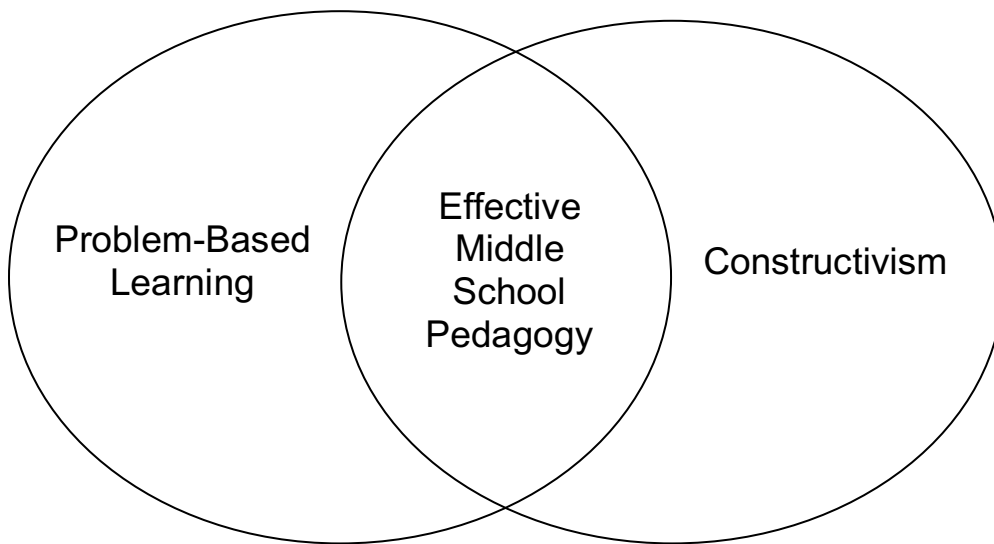 Problem-Based
Learning
Effective
Middle
School
Pedagogy
Constructivism